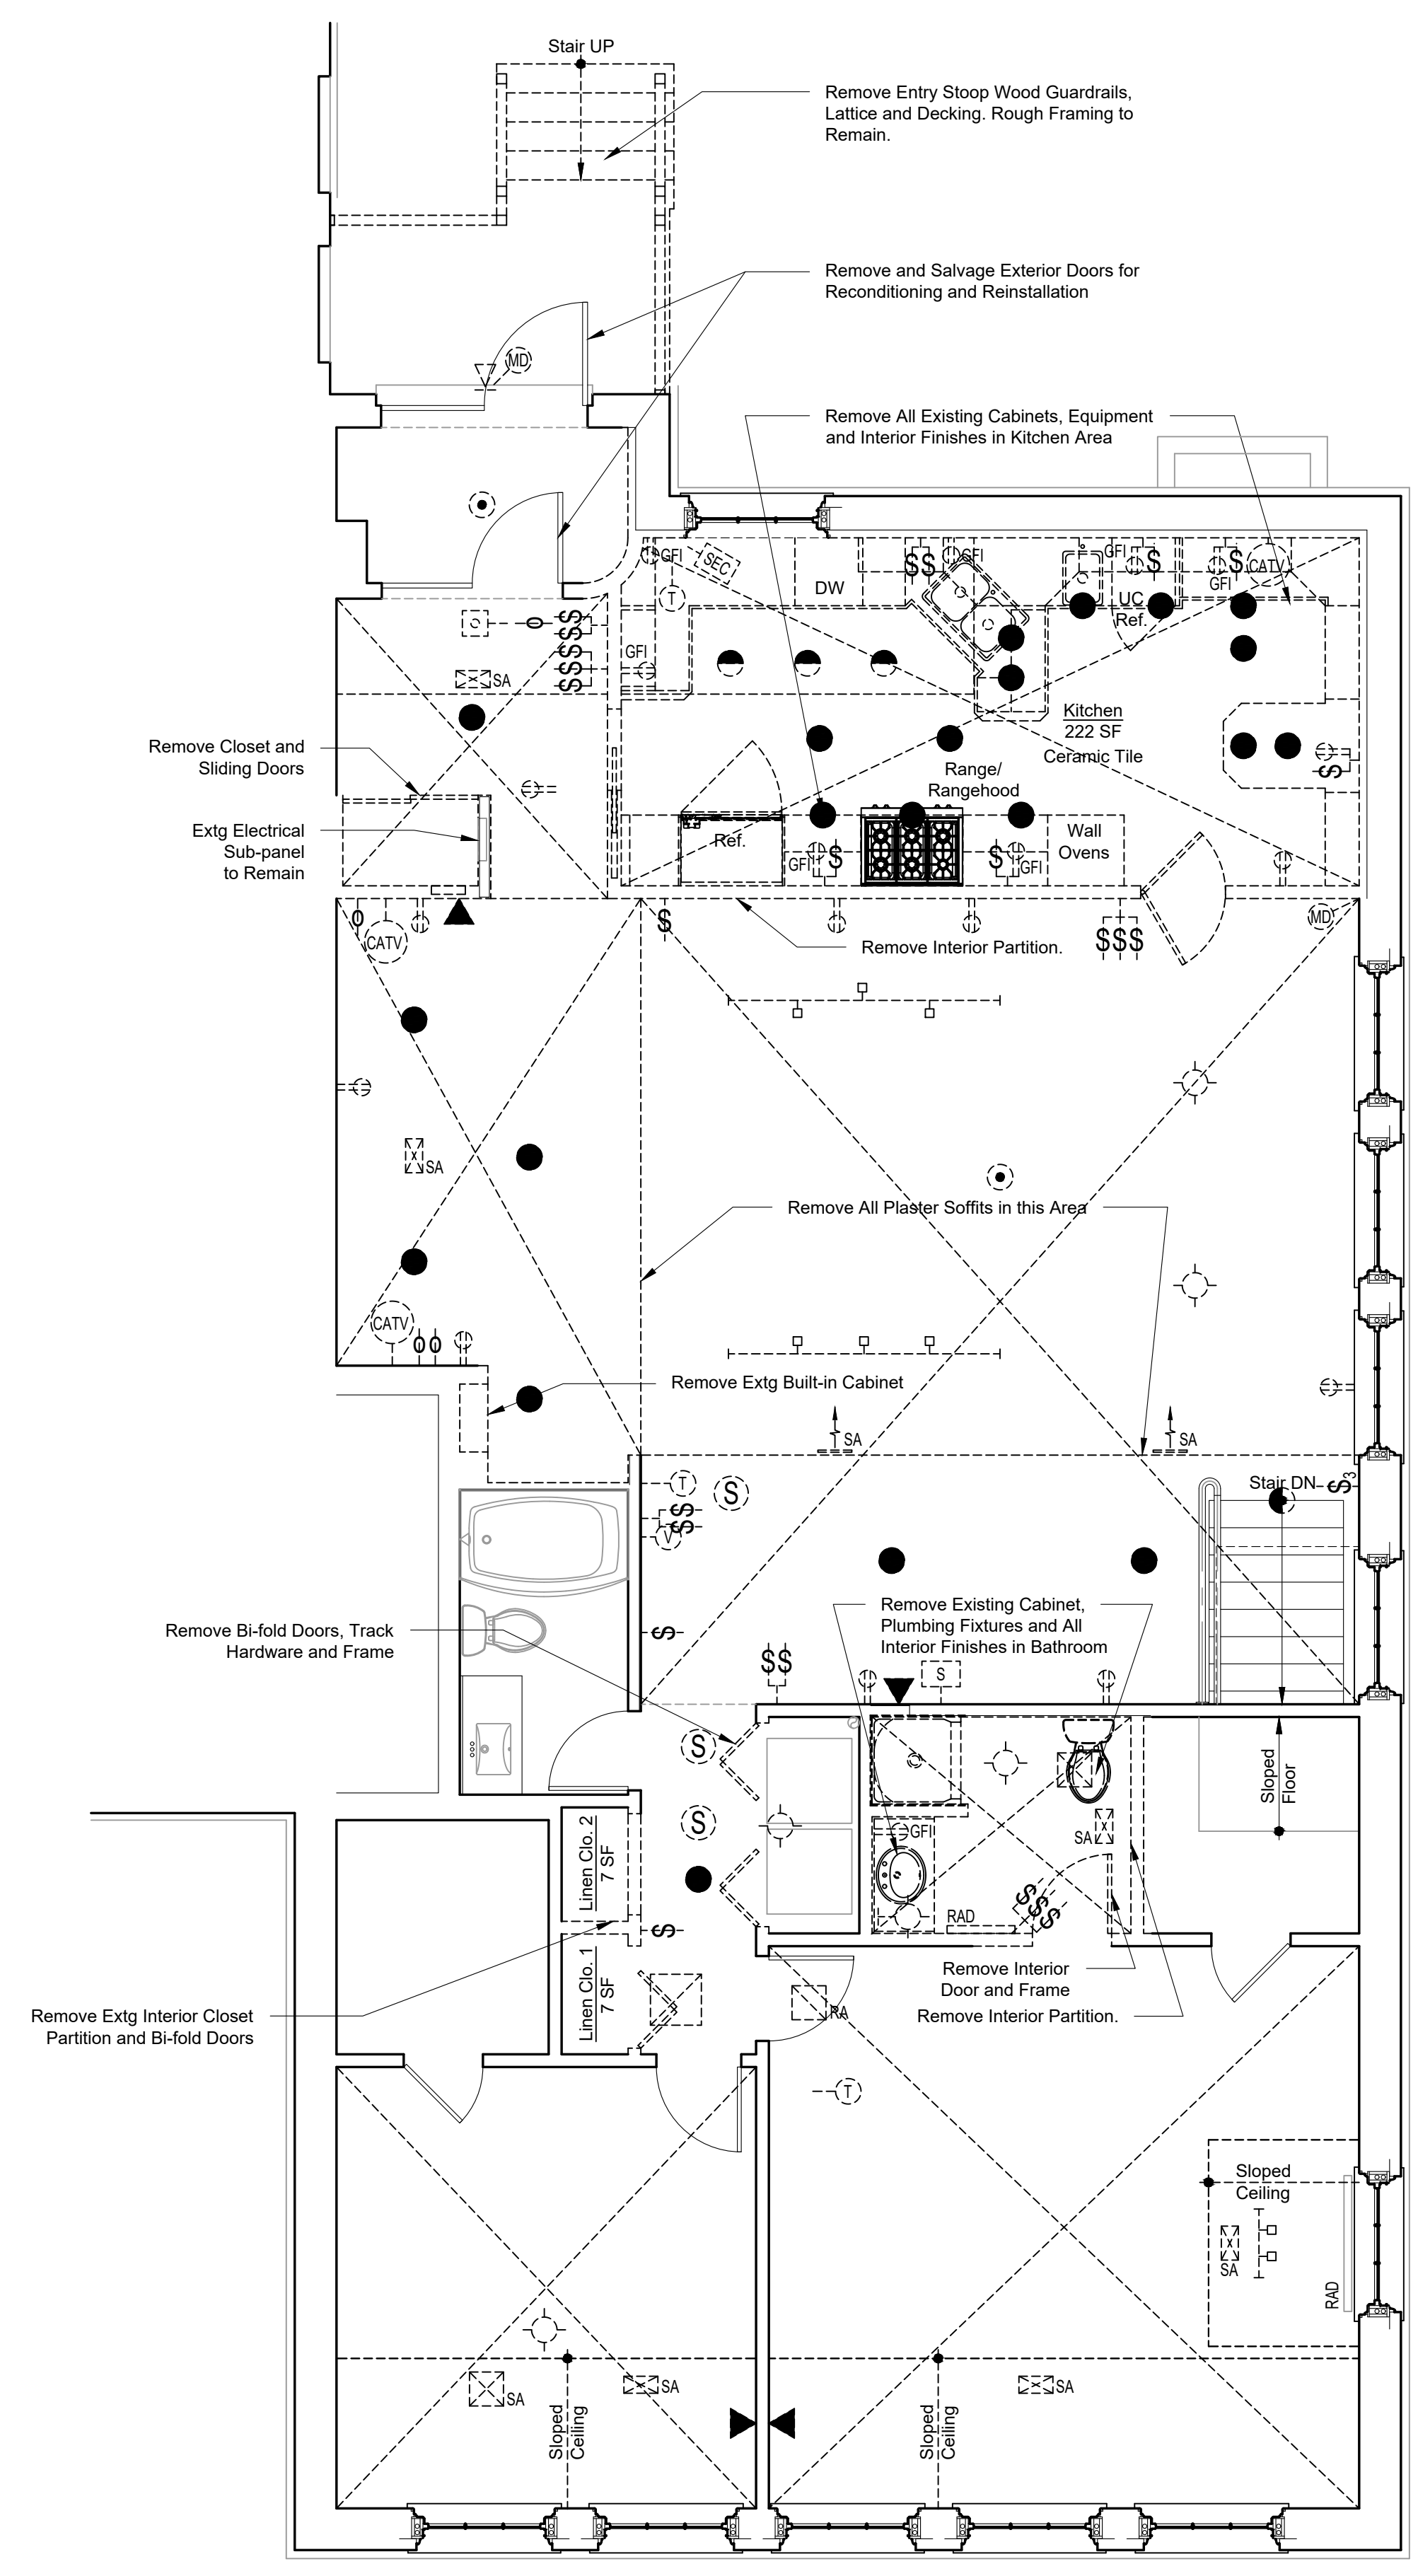 Stair UP
Remove Entry Stoop Wood Guardrails,
Lattice and Decking. Rough Framing to
Remain.
Remove and Salvage Exterior Doors for
Reconditioning and Reinstallation
MD
Remove All Existing Cabinets, Equipment
and Interior Finishes in Kitchen Area
GFI
SEC
DW
$$
GFI
GFI
$
$
CATV
GFI
T
UC
Ref.
O
$$
$$$
GFI
SA
Kitchen
222 SF
Ceramic Tile
Remove Closet and
Sliding Doors
Range/
Rangehood
$
Extg Electrical
Sub-panel
to Remain
Ref.
GFI
$
$
GFI
Wall
Ovens
O
CATV
$
Remove Interior Partition.
$$$
MD
SA
Remove All Plaster Soffits in this Area
CATV
OO
Remove Extg Built-in Cabinet
SA
SA
T
S
$$
V
Stair DN
$3
Remove Existing Cabinet,
Plumbing Fixtures and All
Interior Finishes in Bathroom
Remove Bi-fold Doors, Track
Hardware and Frame
$
$$
S
S
Sloped
Floor
S
GFI
SA
Linen Clo. 2
7 SF
$
RAD
$$$
Linen Clo. 1
7 SF
Remove Interior
Door and Frame
Remove Interior Partition.
Remove Extg Interior Closet
Partition and Bi-fold Doors
RA
T
Sloped
Ceiling
SA
RAD
SA
SA
SA
Sloped
Ceiling
Sloped
Ceiling